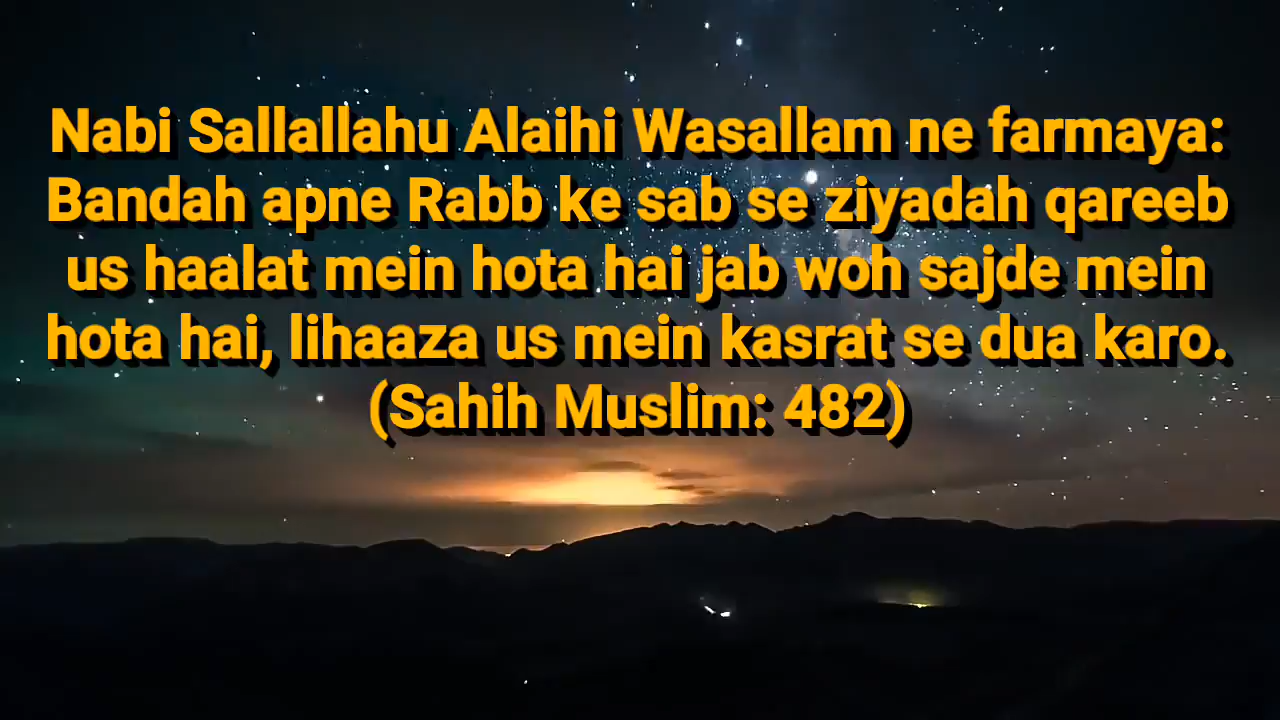 Nabi Sallallahu Alaihi Wasallam ne farmaya:
Bandah apne Rabb ke sab se ziyadah qareeb
us haalat mein hota hai jab woh sajde mein
hota hai, lihaaza us mein kasrat se dua karo.
(Sahih Muslim: 482)